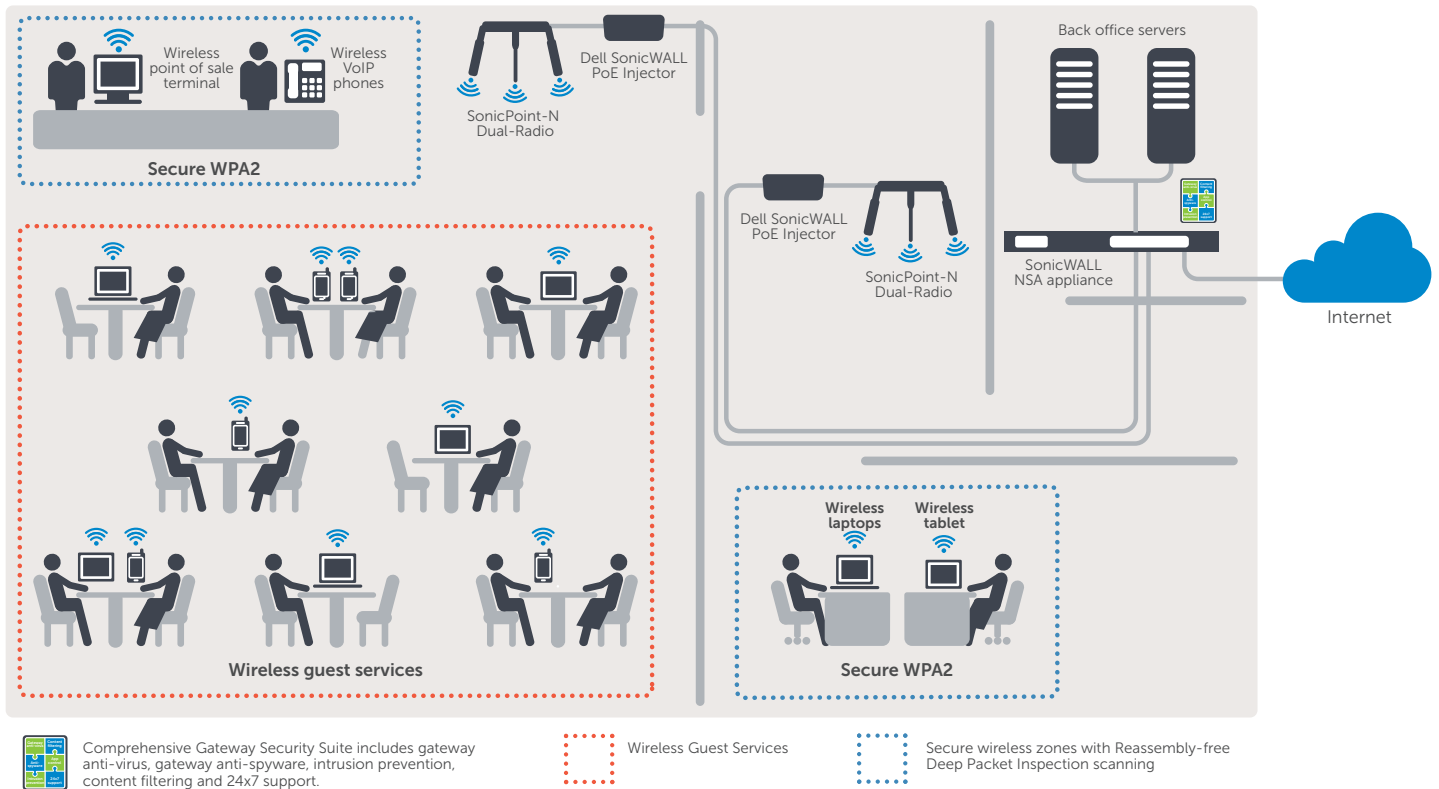 Wireless
point of sale
terminal
Wireless
VoIP
phones
Secure WPA2
SonicPoint-N
Dual-Radio
Dell SonicWALL
PoE Injector
Back office servers
Dell SonicWALL
PoE Injector
SonicPoint-N
Dual-Radio
SonicWALL
NSA appliance
Internet
Wireless guest services
Wireless
laptops
Wireless
tablet
Secure WPA2
Comprehensive Gateway Security Suite includes gateway
anti-virus, gateway anti-spyware, intrusion prevention,
content filtering and 24x7 support.
Wireless Guest Services
Secure wireless zones with Reassembly-free
Deep Packet Inspection scanning